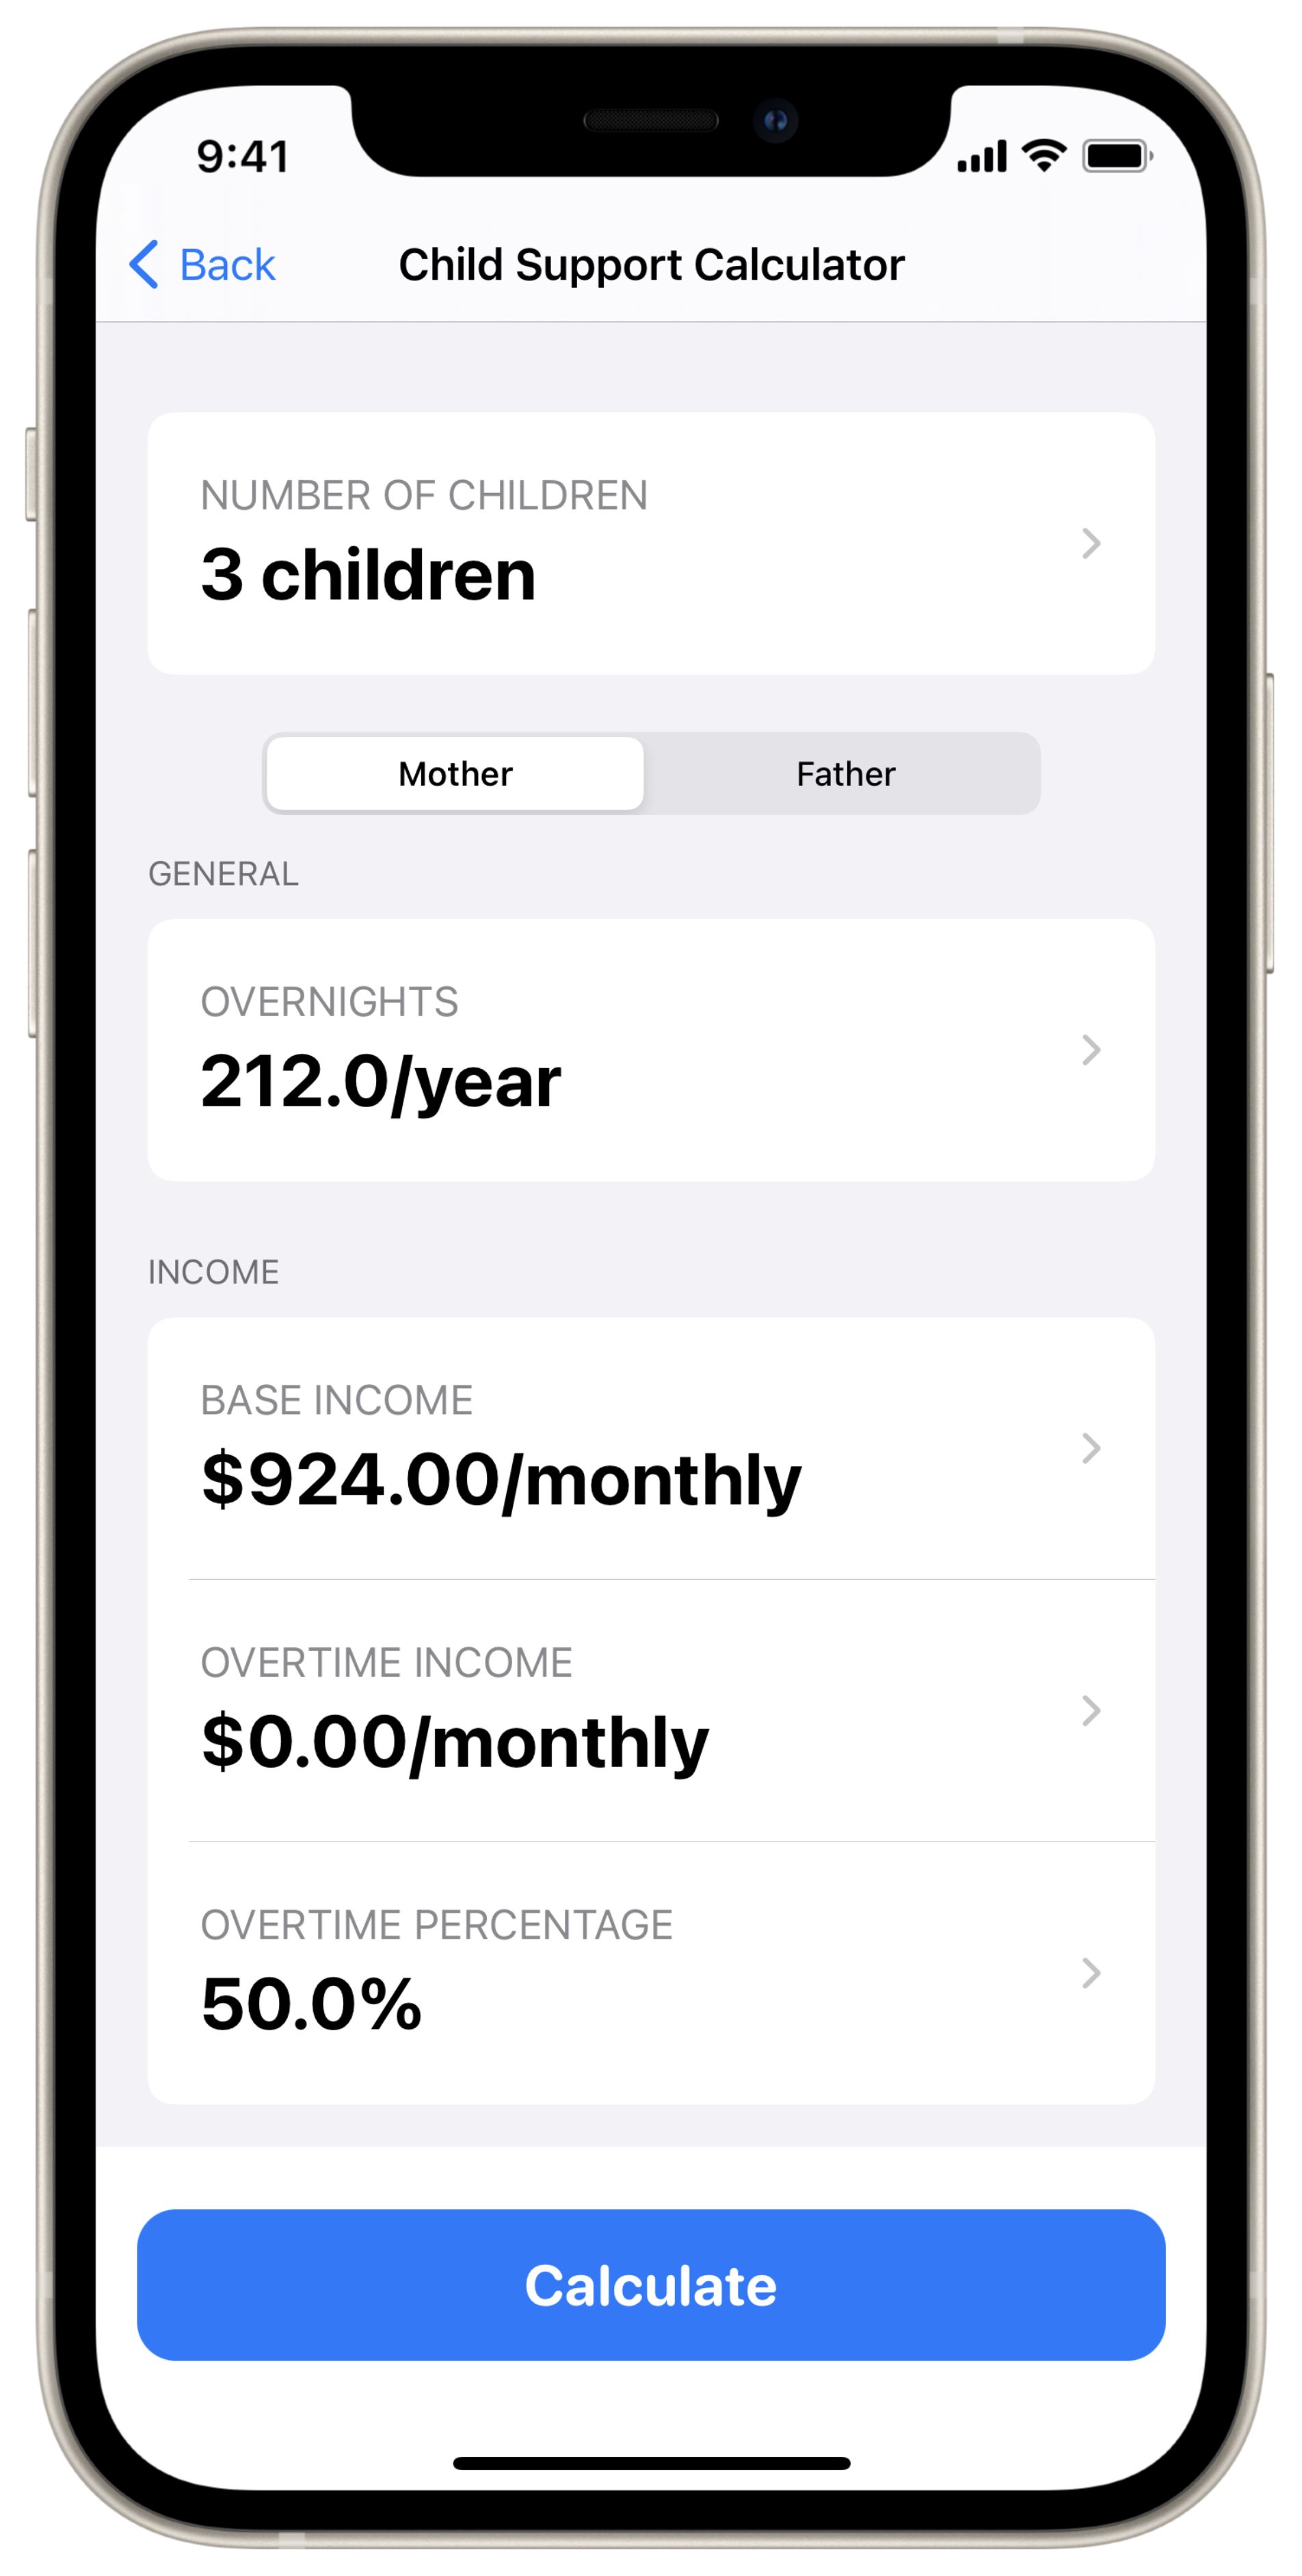 9:41
Back
Child Support Calculator
NUMBER OF CHILDREN
3 children
Mother
Father
GENERAL
OVERNIGHTS
212.0/year
INCOME
BASE INCOME
$924.00/monthly
OVERTIME INCOME
$0.00/monthly
OVERTIME PERCENTAGE
50.0%
Calculate